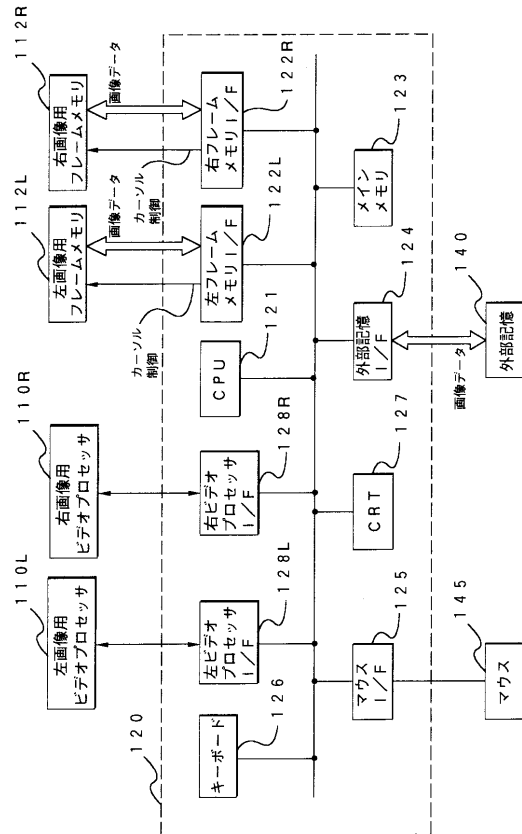 110L
左画像用
ビデオプロセッサ
110R
右画像用
ビデオプロセッサ
112L
左画像用
フレームメモリ
112R
右画像用
フレームメモリ
画像データ
画像データ
カーソル
制御
カーソル
制御
120
キーボード
126
左ビデオ
プロセッサ
I/F
128L
右ビデオ
プロセッサ
I/F
128R
CPU
121
左フレーム
メモリI/F
122L
右フレーム
メモリI/F
122R
マウス
I/F
125
CRT
127
外部記憶
I/F
124
メイン
メモリ
123
画像データ
マウス
145
外部記憶
140